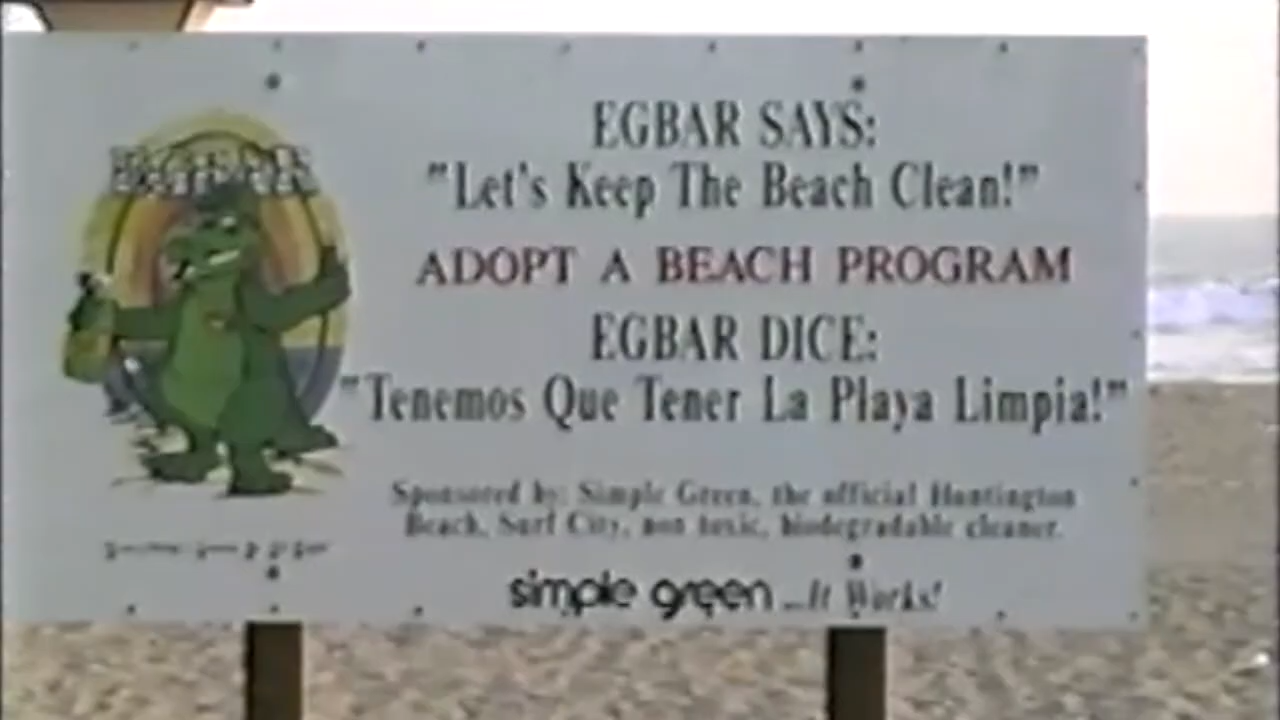 EGBAR SAYS:
"Let's Keep The Beach Clean!"
ADOPT A BEACH PROGRAM
EGBAR DICE:
"Tenemos Que Tener La Playa Limpia!"
Sponsored by: Simple Green, the official Huntington
Beach, Surf City, non toxic, biodegradable cleaner.
simple green ...It Works!